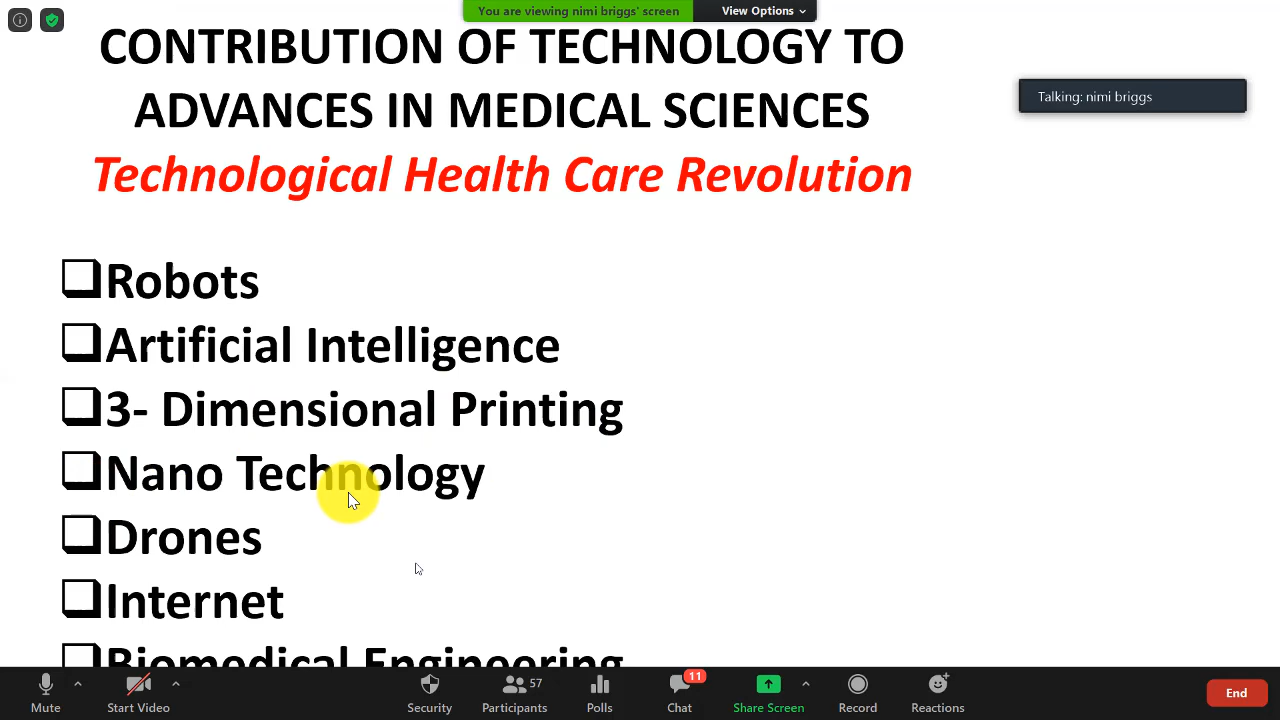 You are viewing nimi briggs' screen
View Options
CONTRIBUTION OF TECHNOLOGY TO
ADVANCES IN MEDICAL SCIENCES
Talking: nimi briggs
Technological Health Care Revolution
Robots
Artificial Intelligence
3- Dimensional Printing
Nano Technology
Drones
Internet
Biomedical Engineering
Mute
Start Video
Security
Participants
57
Polls
Chat
11
Share Screen
Record
Reactions
End